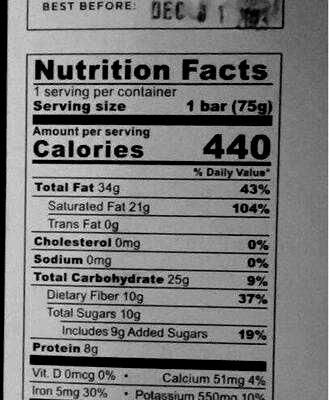 BEST BEFORE: DEC 31
Nutrition Facts
1 serving per container
Serving size 1 bar (75g)
Amount per serving
Calories 440
% Daily Value*
Total Fat 34g 43%
Saturated Fat 21g 104%
Trans Fat 0g
Cholesterol 0mg 0%
Sodium 0mg 0%
Total Carbohydrate 25g 9%
Dietary Fiber 10g 37%
Total Sugars 10g
Includes 9g Added Sugars 19%
Protein 8g
Vit. D 0mcg 0% • Calcium 51mg 4%
Iron 5mg 30% • Potassium 550mg 10%